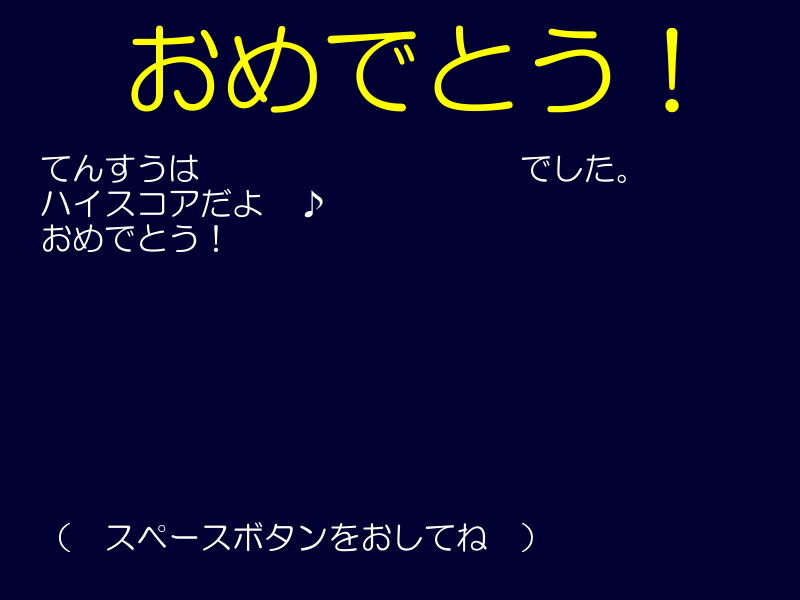 おめでとう！
てんすうは　　　　　　　　　　でした。
ハイスコアだよ　♪
おめでとう！
（　スペースボタンをおしてね　）